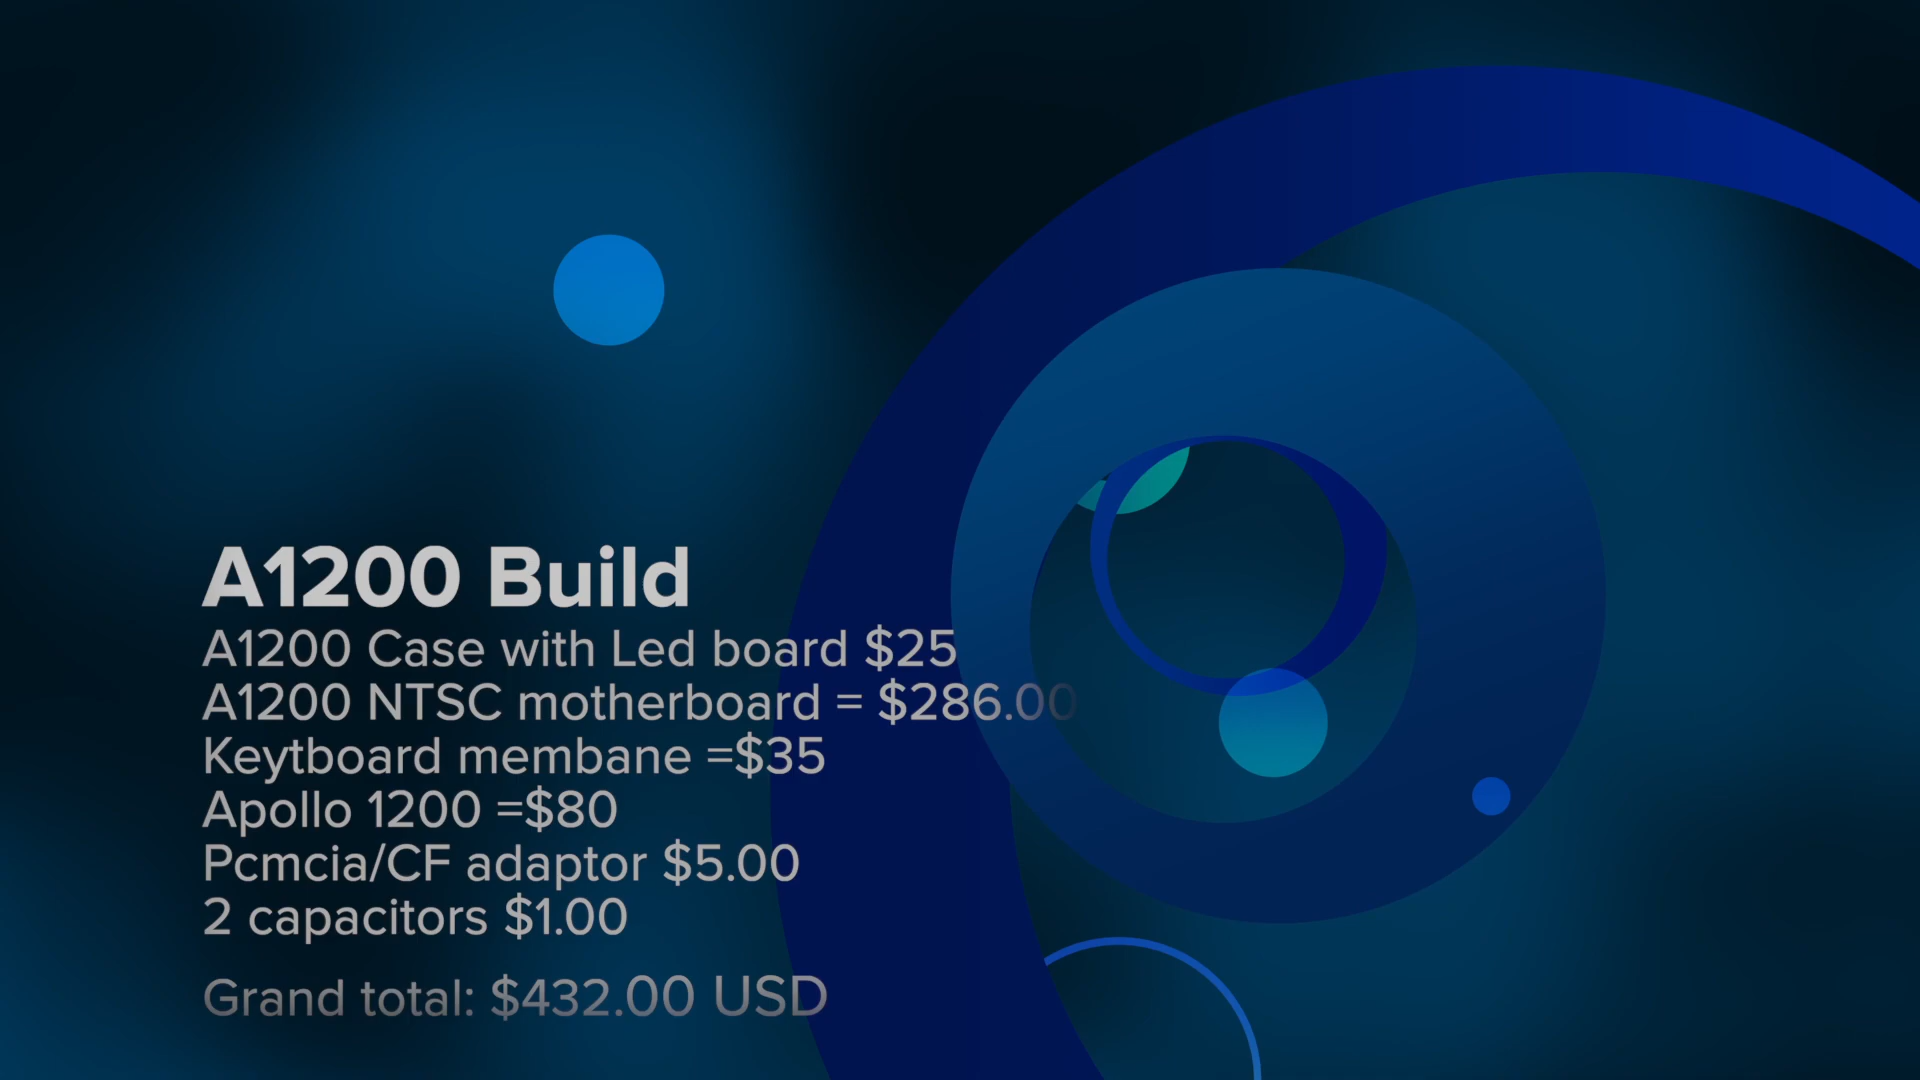 A1200 Build
A1200 Case with Led board $25
A1200 NTSC motherboard = $286.00
Keytboard membane =$35
Apollo 1200 =$80
Pcmcia/CF adaptor $5.00
2 capacitors $1.00
Grand total: $432.00 USD